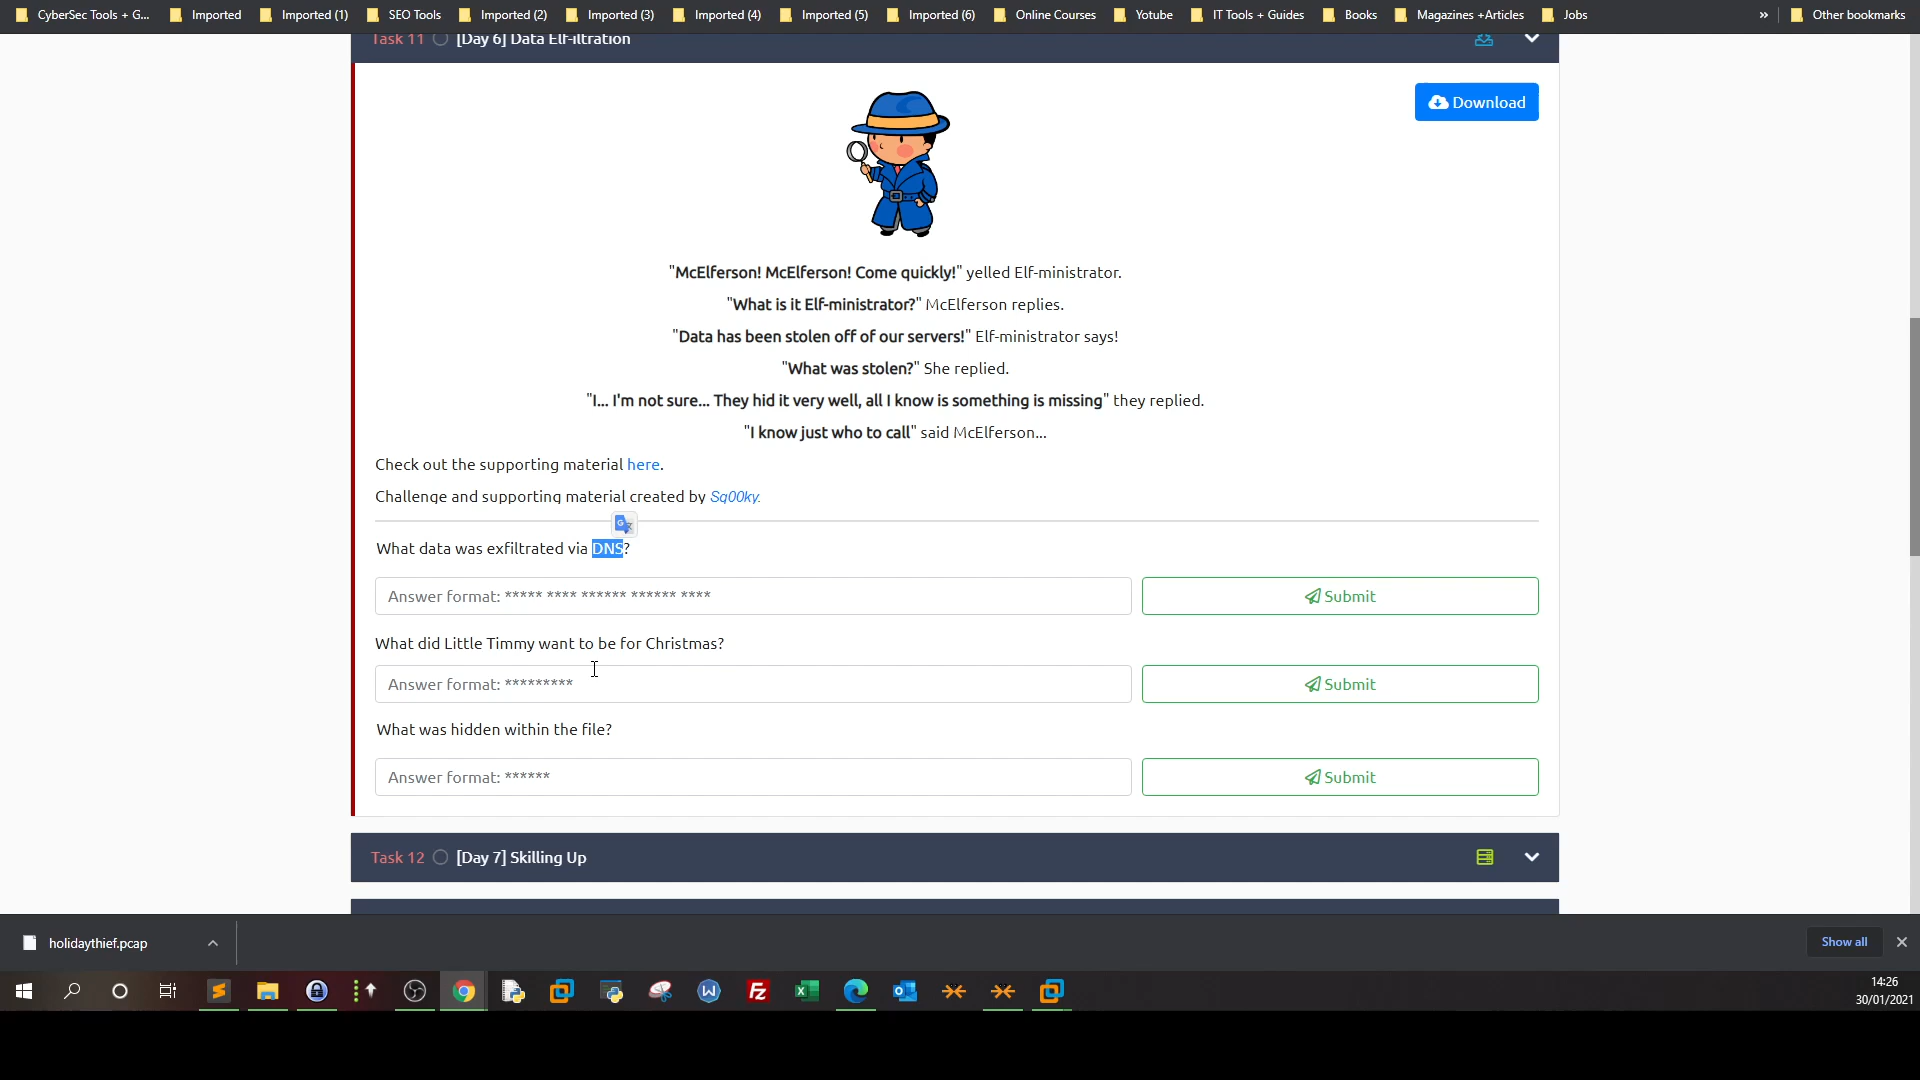 CyberSec Tools + G...
Imported
Imported (1)
SEO Tools
Imported (2)
Imported (3)
Imported (4)
Imported (5)
Imported (6)
Online Courses
Yotube
IT Tools + Guides
Books
Magazines +Articles
Jobs
»
Other bookmarks
Task 11 [Day 6] Data Elf-iltration
Download
"McElferson! McElferson! Come quickly!" yelled Elf-ministrator.
"What is it Elf-ministrator?" McElferson replies.
"Data has been stolen off of our servers!" Elf-ministrator says!
"What was stolen?" She replied.
"I... I'm not sure... They hid it very well, all I know is something is missing" they replied.
"I know just who to call" said McElferson...
Check out the supporting material here.
Challenge and supporting material created by Sq00ky.
What data was exfiltrated via DNS?
Answer format: ***** **** ****** ****** ****
Submit
What did Little Timmy want to be for Christmas?
Answer format: *********
Submit
What was hidden within the file?
Answer format: ******
Submit
Task 12 [Day 7] Skilling Up
holidaythief.pcap
Show all
14:26
30/01/2021